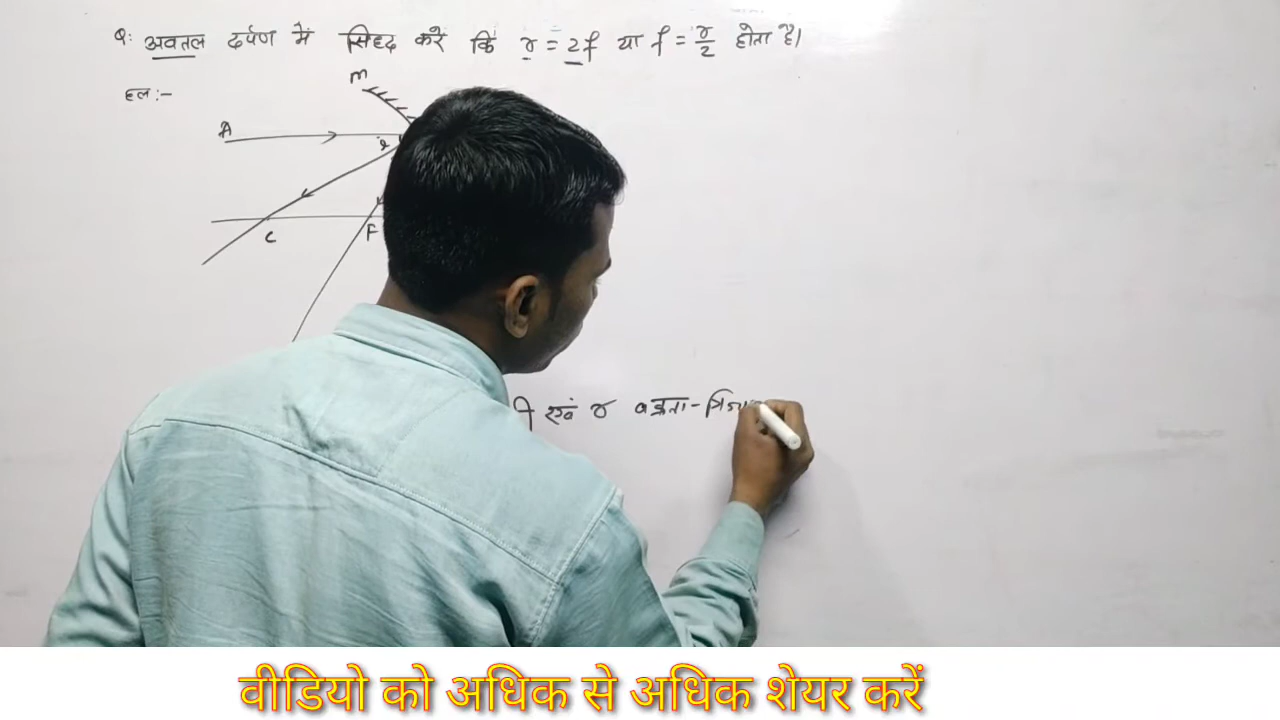 Q: अवतल दर्पण में सिद्ध करें कि r = 2f या f = r/2 होता है।
हल :-
M
A
C F
एवं r वक्रता-त्रिज्या
वीडियो को अधिक से अधिक शेयर करें